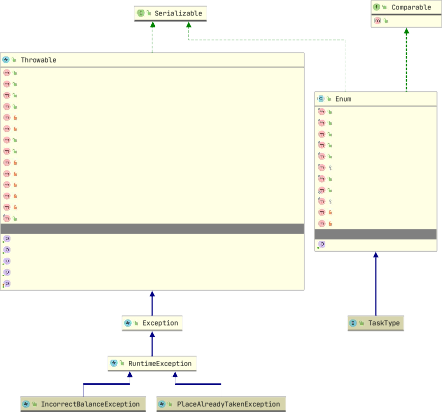 Serializable
Comparable
Throwable
Enum
Exception
TaskType
RuntimeException
IncorrectBalanceException
PlaceAlreadyTakenException